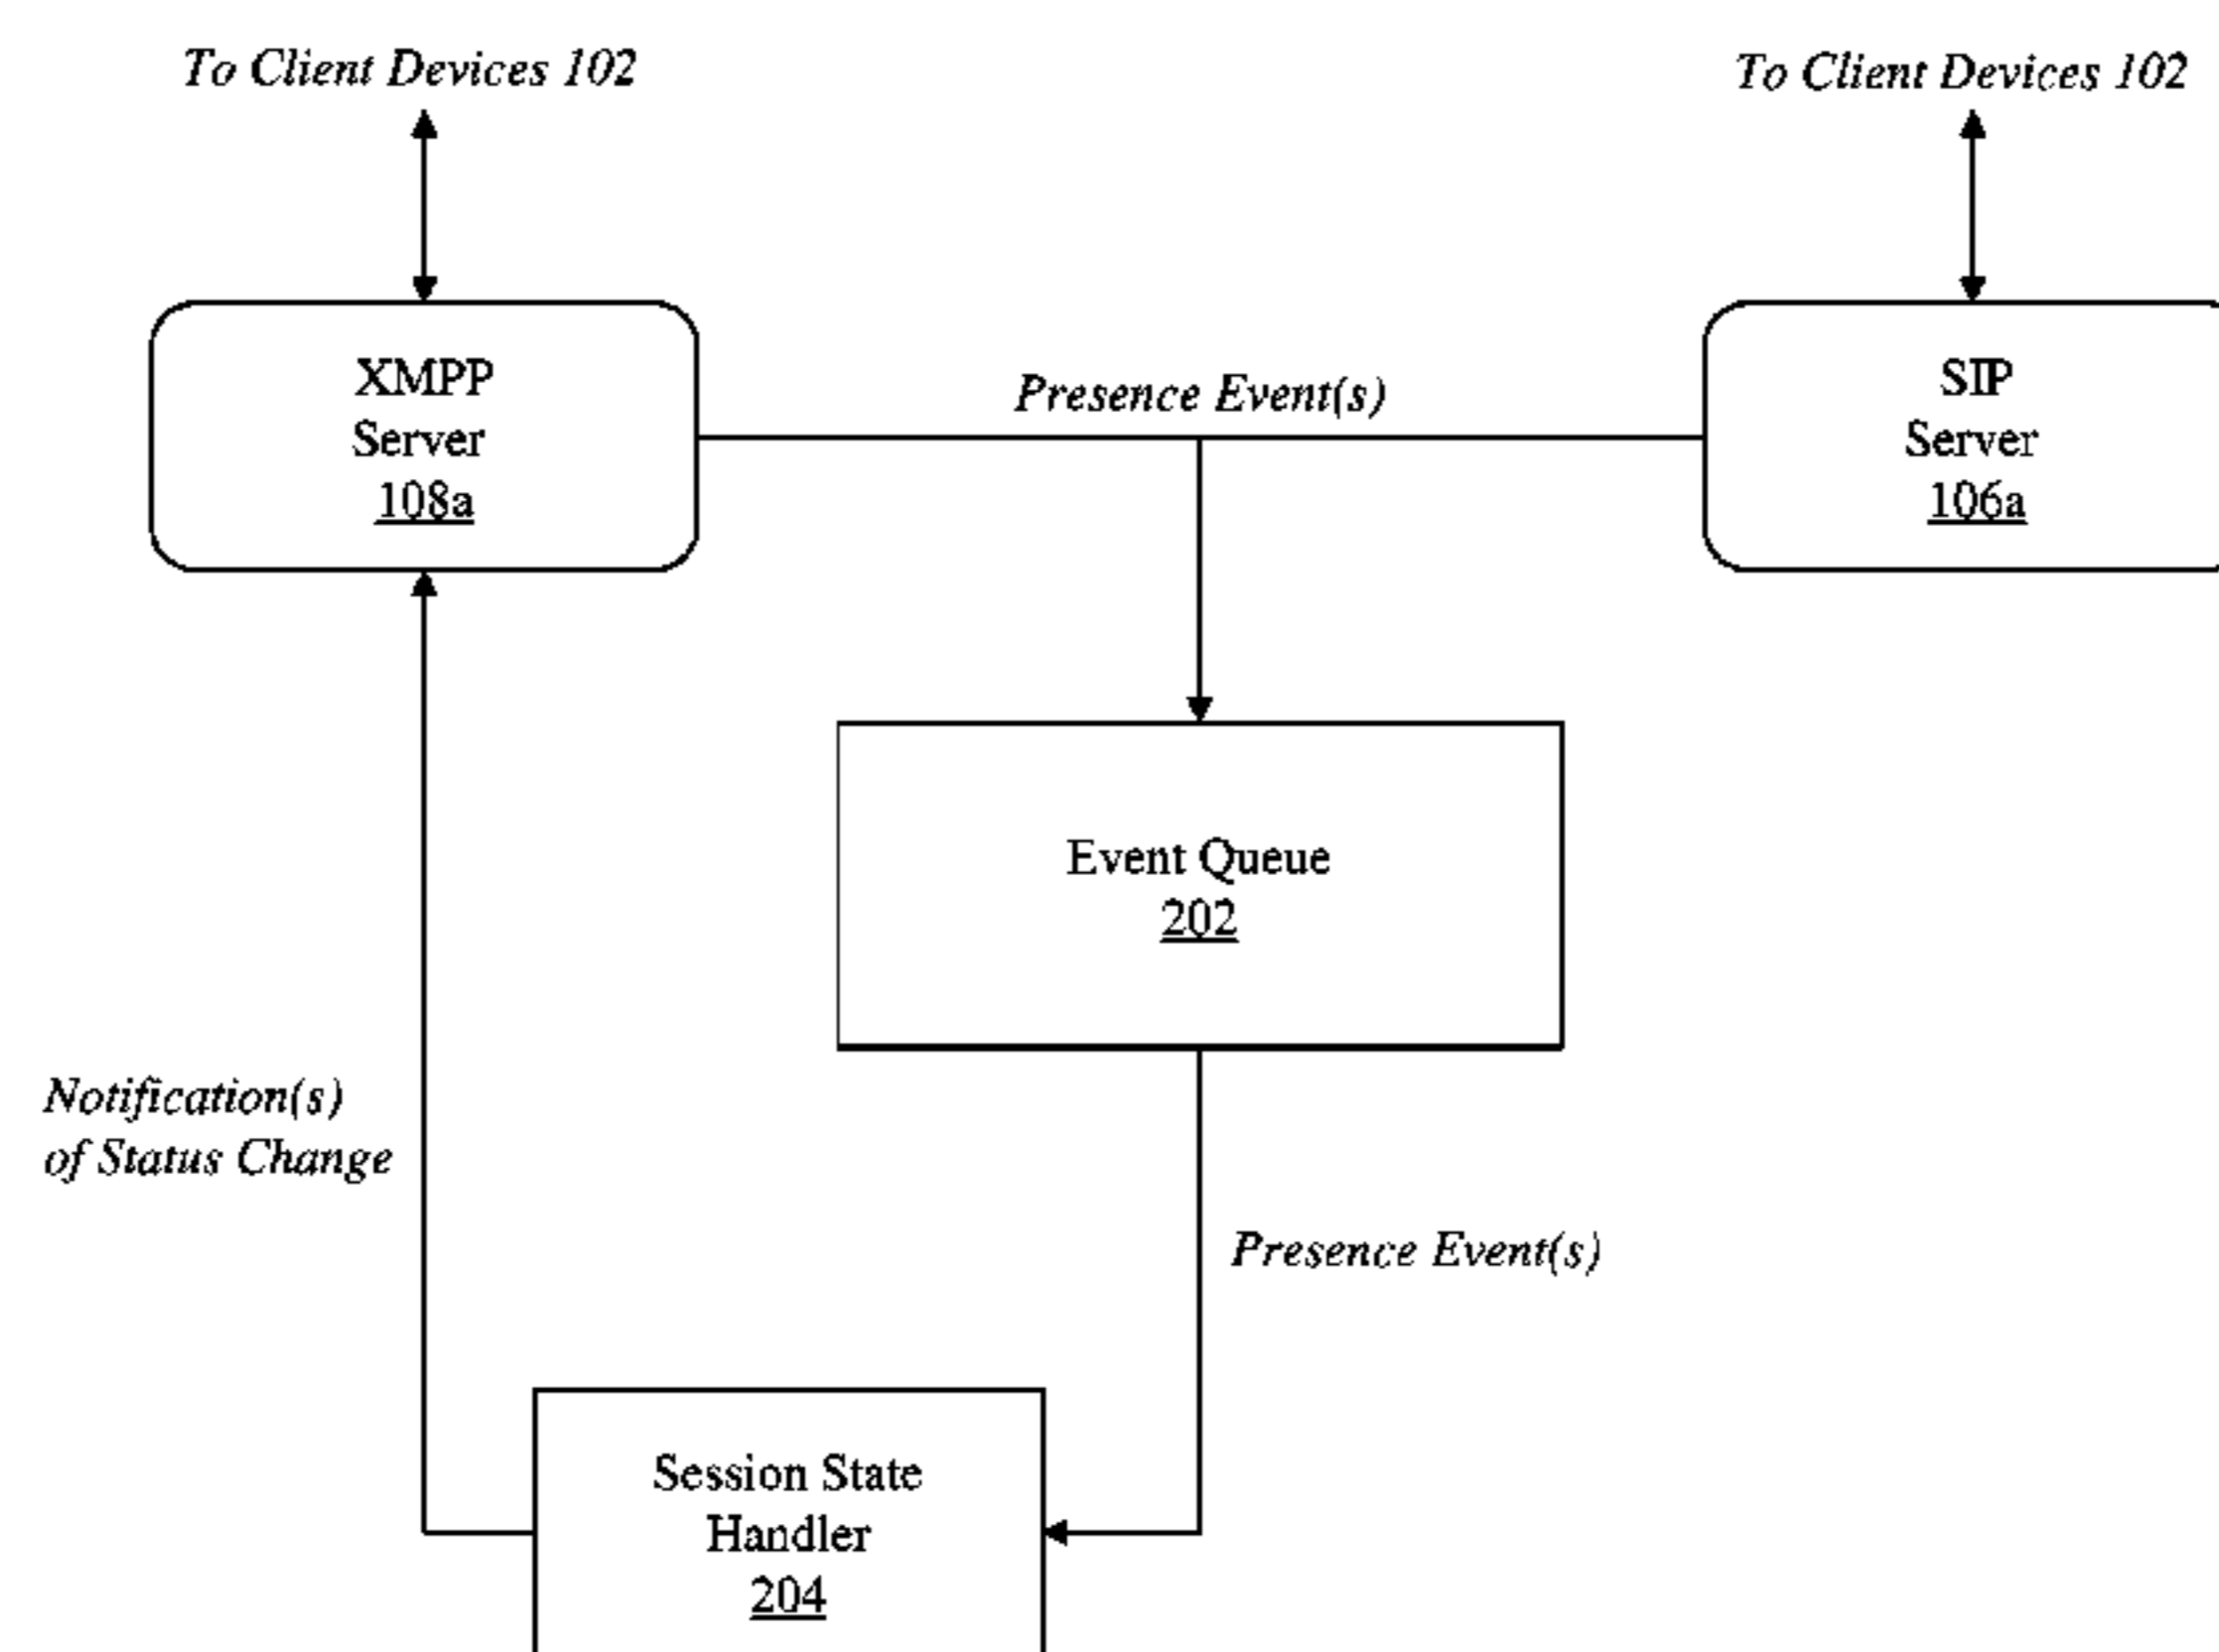 To Client Devices 102
To Client Devices 102
XMPP
Server
108a
Presence Event(s)
SIP
Server
106a
Event Queue
202
Notification(s)
of Status Change
Presence Event(s)
Session State
Handler
204